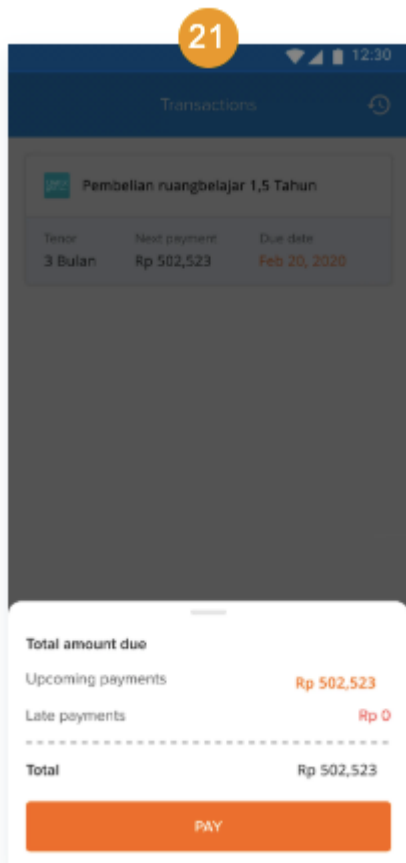 21
12:30
Transactions
Pembelian ruangbelajar 1,5 Tahun
Tenor Next payment Due date
3 Bulan Rp 502,523 Feb 20, 2020
Total amount due
Upcoming payments Rp 502,523
Late payments Rp 0
Total Rp 502,523
PAY